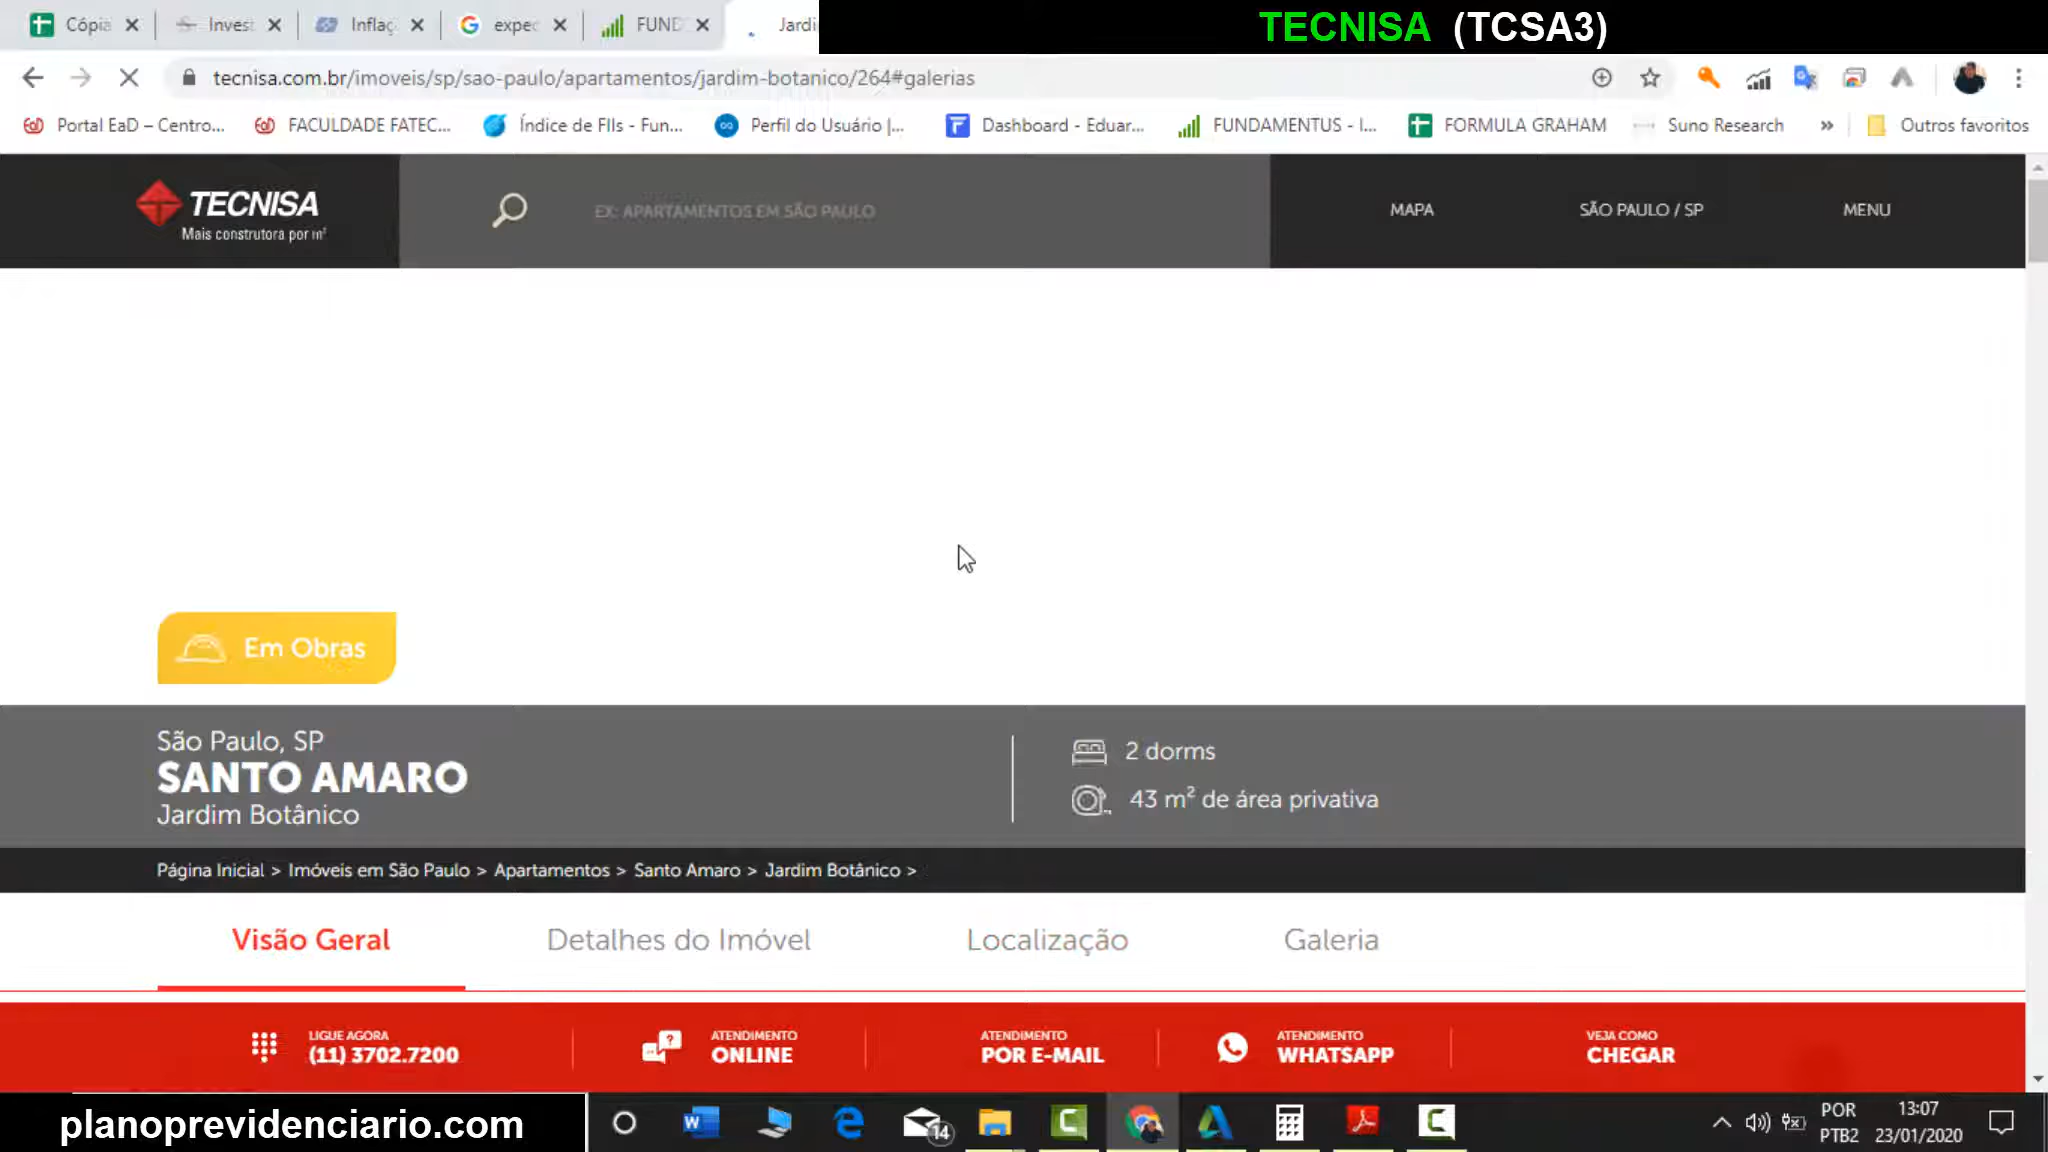 Cópia
Invest
Inflaç
expec
FUND
Jardi
TECNISA (TCSA3)
tecnisa.com.br/imoveis/sp/sao-paulo/apartamentos/jardim-botanico/264#galerias
Portal EaD – Centro...
FACULDADE FATEC...
Índice de FIIs - Fun...
Perfil do Usuário |...
Dashboard - Eduar...
FUNDAMENTUS - I...
FORMULA GRAHAM
Suno Research
»
Outros favoritos
TECNISA
Mais construtora por m²
EX: APARTAMENTOS EM SÃO PAULO
MAPA
SÃO PAULO / SP
MENU
Em Obras
São Paulo, SP
SANTO AMARO
Jardim Botânico
2 dorms
43 m² de área privativa
Página Inicial > Imóveis em São Paulo > Apartamentos > Santo Amaro > Jardim Botânico >
Visão Geral
Detalhes do Imóvel
Localização
Galeria
LIGUE AGORA
(11) 3702.7200
ATENDIMENTO
ONLINE
ATENDIMENTO
POR E-MAIL
ATENDIMENTO
WHATSAPP
VEJA COMO
CHEGAR
planoprevidenciario.com
14
POR
PTB2
13:07
23/01/2020